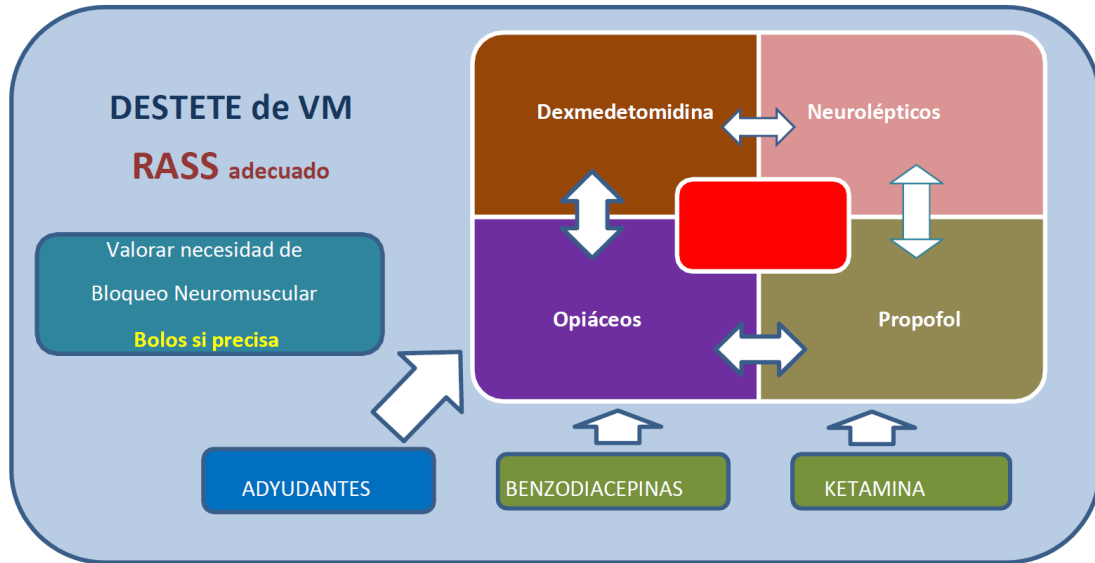 DESTETE de VM
RASS adecuado
Valorar necesidad de
Bloqueo Neuromuscular
Bolos si precisa
Dexmedetomidina
Neurolépticos
Opiáceos
Propofol
ADYUDANTES
BENZODIACEPINAS
KETAMINA